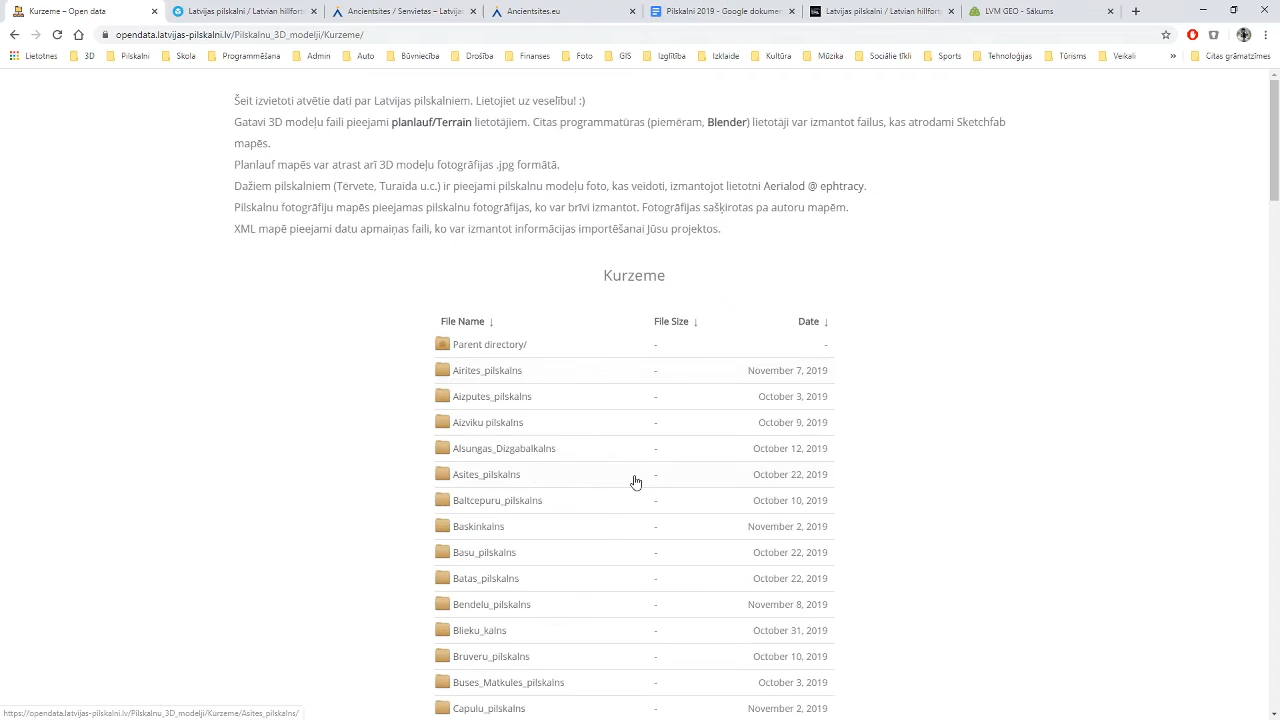 Kurzeme – Open data
Latvijas pilskalni / Latvian hillfort
Ancientsites / Servietas – Latvijas
Ancientsites.eu
Pilskalni 2019 - Google dokument
Latvijas pilskalni / Latvian hillfort
LVM GEO - Sākums
opendata.latvijas-pilskalni.lv/Pilskalnu_3D_modelji/Kurzeme/
Lietotnes 3D Pilskalni Skola Programmēšana Admin Auto Būvniecība Drošība Finanses Foto GIS Izglītība Izklaide Kultūra Mūzika Sociālie tīkli Sports Tehnoloģijas Tūrisms Veikali » Citas grāmatzīmes
Šeit izvietoti atvētie dati par Latvijas pilskalniem. Lietojiet uz veselību! :)
Gatavi 3D modeļu faili pieejami planlauf/Terrain lietotājiem. Citas programmatūras (piemēram, Blender) lietotāji var izmantot failus, kas atrodami Sketchfab
mapēs.
Planlauf mapēs var atrast arī 3D modeļu fotogrāfijas .jpg formātā.
Dažiem pilskalniem (Tērvete, Turaida u.c.) ir pieejami pilskalnu modeļu foto, kas veidoti, izmantojot lietotni Aerialod @ ephtracy.
Pilskalnu fotogrāfiju mapēs pieejamas pilskalnu fotogrāfijas, ko var brīvi izmantot. Fotogrāfijas sašķirotas pa autoru mapēm.
XML mapē pieejami datu apmaiņas faili, ko var izmantot informācijas importēšanai Jūsu projektos.
Kurzeme
File Name ↓ File Size ↓ Date ↓
Parent directory/ - -
Airites_pilskalns - November 7, 2019
Aizputes_pilskalns - October 3, 2019
Aizviku pilskalns - October 9, 2019
Alsungas_Dizgabalkalns - October 12, 2019
Asites_pilskalns - October 22, 2019
Baltcepuru_pilskalns - October 10, 2019
Baskinkalns - November 2, 2019
Basu_pilskalns - October 22, 2019
Batas_pilskalns - October 22, 2019
Bendelu_pilskalns - November 8, 2019
Blieku_kalns - October 31, 2019
Bruveru_pilskalns - October 10, 2019
Buses_Matkules_pilskalns - October 3, 2019
Capulu_pilskalns - November 2, 2019
https://opendata.latvijas-pilskalni.lv/Pilskalnu_3D_modelji/Kurzeme/Asites_pilskalns/